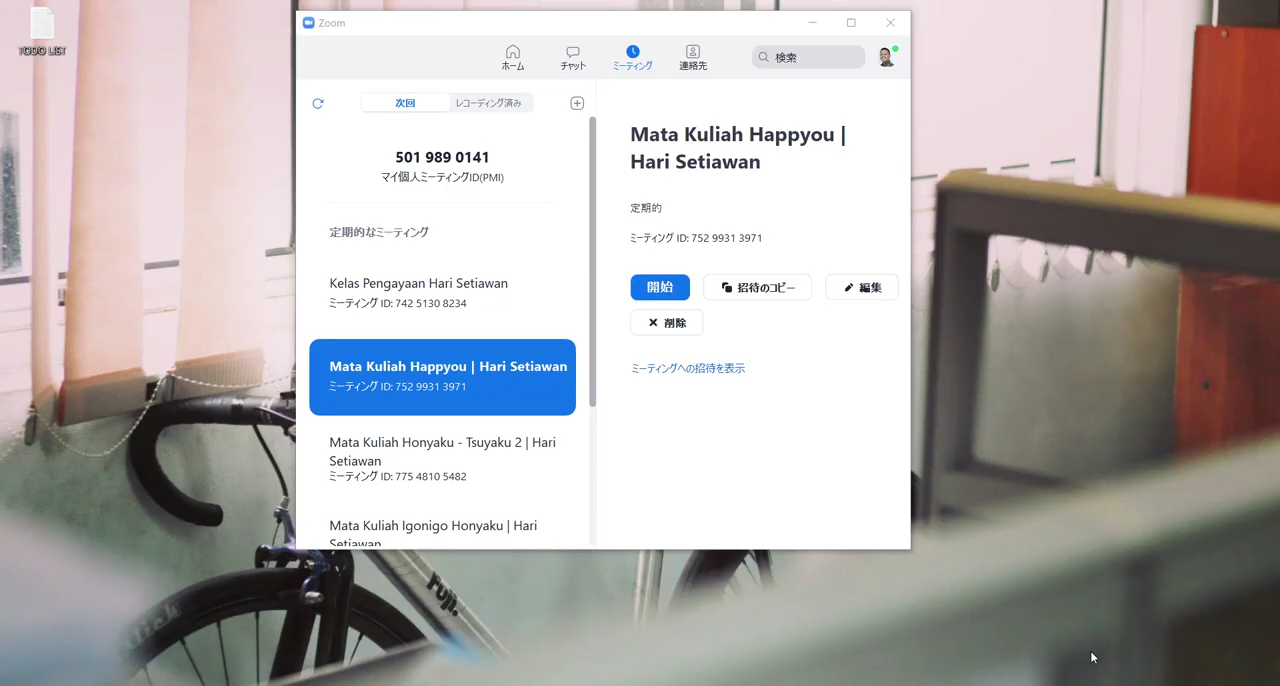 TODO LIST
Zoom
ホーム
チャット
ミーティング
連絡先
検索
次回
レコーディング済み
501 989 0141
マイ個人ミーティングID(PMI)
定期的なミーティング
Kelas Pengayaan Hari Setiawan
ミーティング ID: 742 5130 8234
Mata Kuliah Happyou | Hari Setiawan
ミーティング ID: 752 9931 3971
Mata Kuliah Honyaku - Tsuyaku 2 | Hari
Setiawan
ミーティング ID: 775 4810 5482
Mata Kuliah Igonigo Honyaku | Hari
Setiawan
Mata Kuliah Happyou |
Hari Setiawan
定期的
ミーティング ID: 752 9931 3971
開始
招待のコピー
編集
削除
ミーティングへの招待を表示
Fuji.